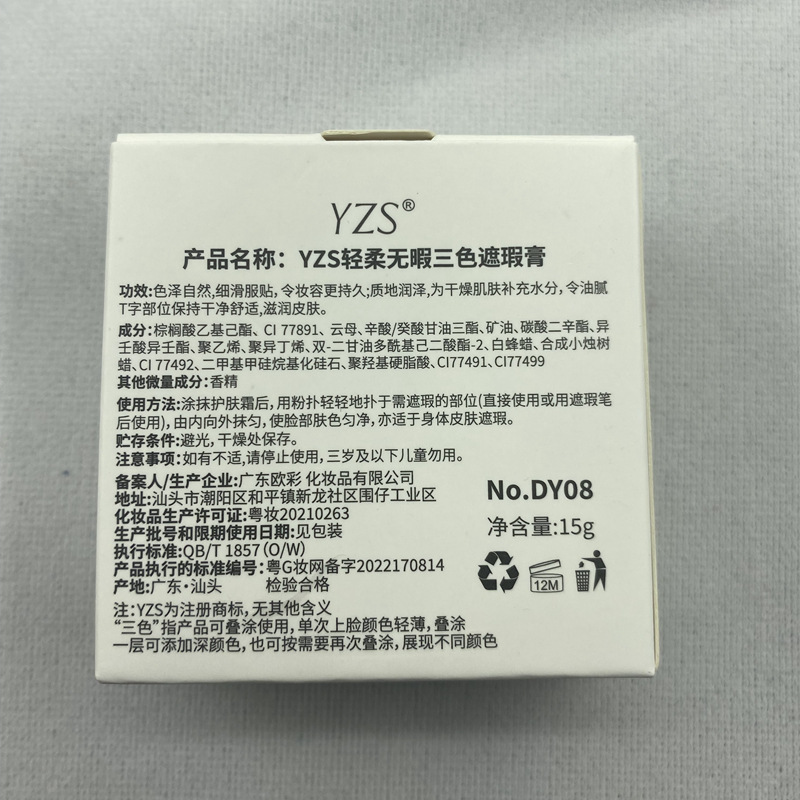 YZS®
产品名称：YZS轻柔无暇三色遮瑕膏
功效:色泽自然,细滑服贴，令妆容更持久;质地润泽,为干燥肌肤补充水分，令油腻
T字部位保持干净舒适,滋润皮肤。
成分：棕榈酸乙基己酯、CI 77891、云母、辛酸/癸酸甘油三酯、矿油、碳酸二辛酯、异
壬酸异壬酯、聚乙烯、聚异丁烯、双-二甘油多酰基己二酸酯-2、白蜂蜡、合成小烛树
蜡、CI 77492、二甲基甲硅烷基化硅石、聚羟基硬脂酸、CI77491、CI77499
其他微量成分：香精
使用方法:涂抹护肤霜后，用粉扑轻轻地扑于需遮瑕的部位(直接使用或用遮瑕笔
后使用)，由内向外抹匀，使脸部肤色匀净，亦适于身体皮肤遮瑕。
贮存条件:避光，干燥处保存。
注意事项:如有不适,请停止使用，三岁及以下儿童勿用。
备案人/生产企业:广东欧彩 化妆品有限公司
地址:汕头市潮阳区和平镇新龙社区围仔工业区
化妆品生产许可证:粤妆20210263
生产批号和限期使用日期:见包装
执行标准:QB/T 1857（O/W）
产品执行的标准编号：粤G妆网备字2022170814
产地:广东·汕头 检验合格
No.DY08
净含量:15g
12M
注：YZS为注册商标，无其他含义
“三色”指产品可叠涂使用，单次上脸颜色轻薄，叠涂
一层可添加深颜色，也可按需要再次叠涂，展现不同颜色